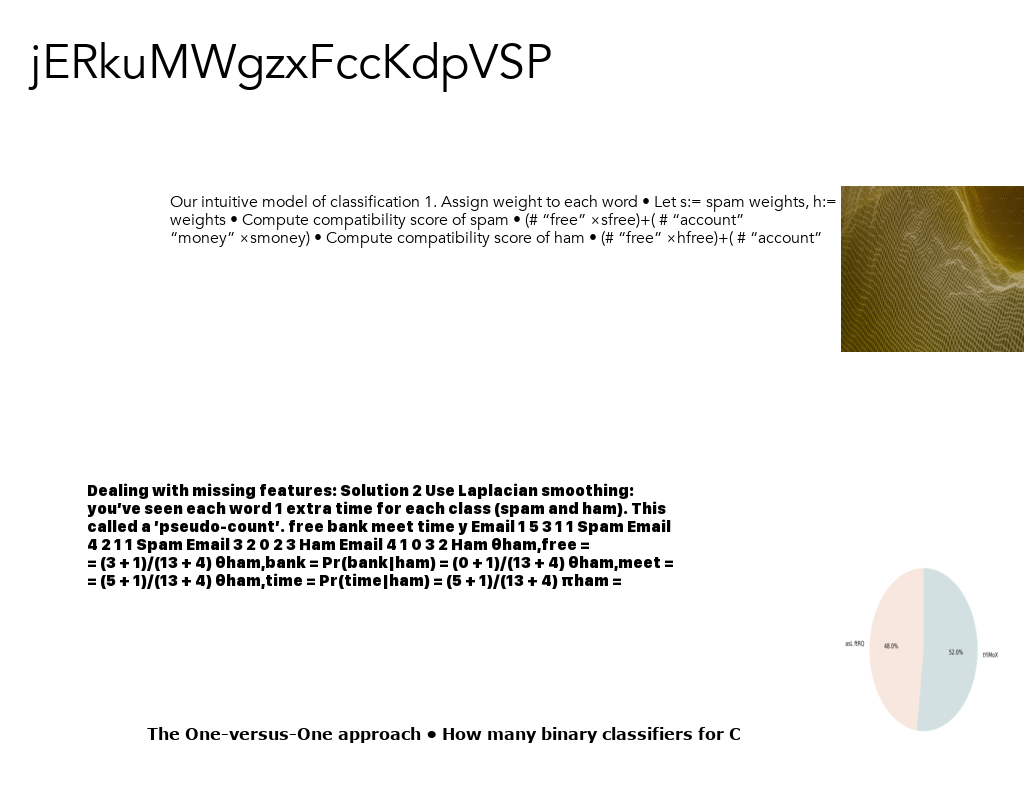 jERkuMWgzxFccKdpVSP
Our intuitive model of classification 1. Assign weight to each word • Let s:= spam weights, h:=
weights • Compute compatibility score of spam • (# “free” ×sfree)+( # “account”
“money” ×smoney) • Compute compatibility score of ham • (# “free” ×hfree)+( # “account”
Dealing with missing features: Solution 2 Use Laplacian smoothing:
you’ve seen each word 1 extra time for each class (spam and ham). This
called a ’pseudo-count’. free bank meet time y Email 1 5 3 1 1 Spam Email
4 2 1 1 Spam Email 3 2 0 2 3 Ham Email 4 1 0 3 2 Ham θham,free =
= (3 + 1)/(13 + 4) θham,bank = Pr(bank|ham) = (0 + 1)/(13 + 4) θham,meet =
= (5 + 1)/(13 + 4) θham,time = Pr(time|ham) = (5 + 1)/(13 + 4) πham =
48.0%
52.0%
The One-versus-One approach • How many binary classifiers for C